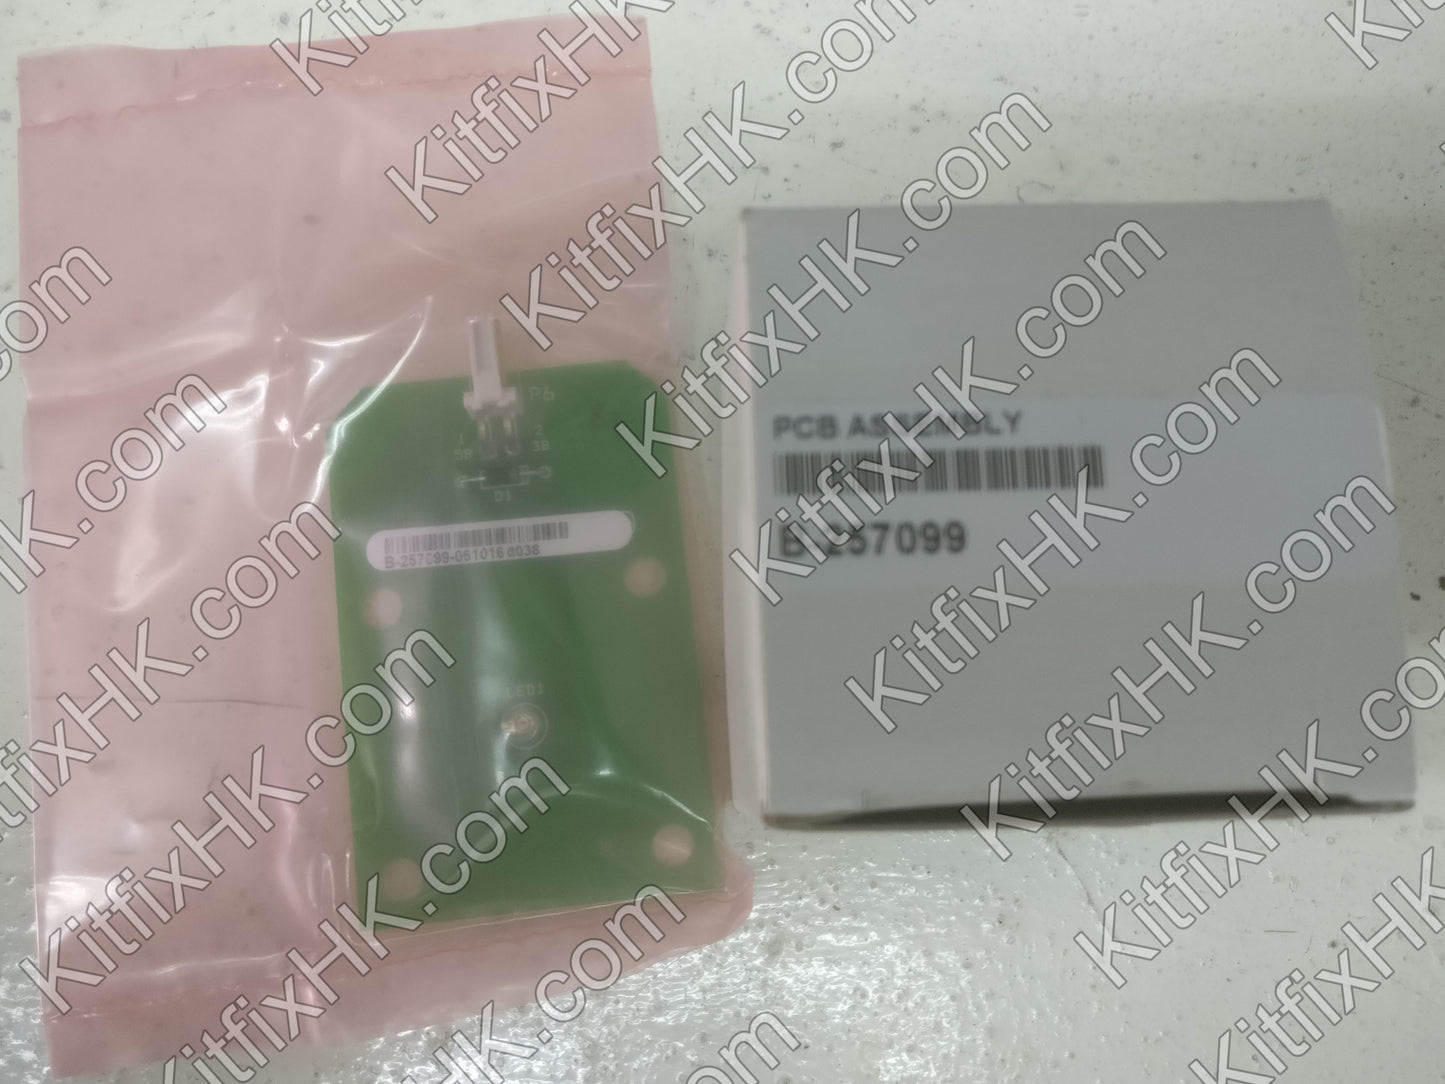 P6
1
2
5R
3B
D1
B-257099-061016 0038
LED1
PCB ASSEMBLY
B-257099
KitfixHK.com